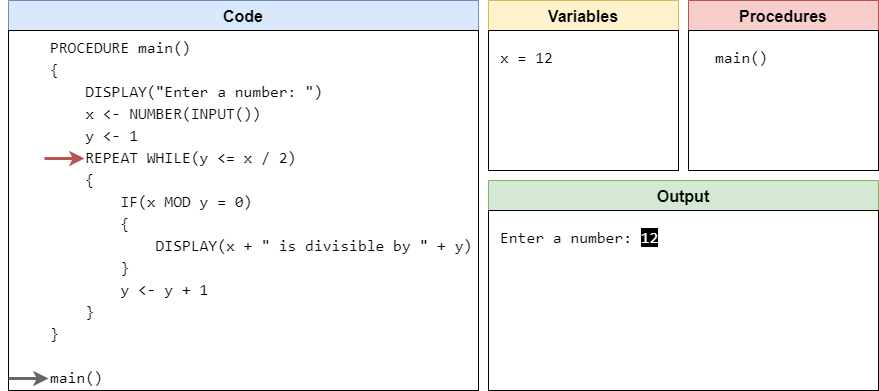 Code
PROCEDURE main()
{
DISPLAY("Enter a number: ")
x <- NUMBER(INPUT())
y <- 1
REPEAT WHILE(y <= x / 2)
{
IF(x MOD y = 0)
{
DISPLAY(x + " is divisible by " + y)
}
y <- y + 1
}
}
main()
Variables
x = 12
Procedures
main()
Output
Enter a number: 12